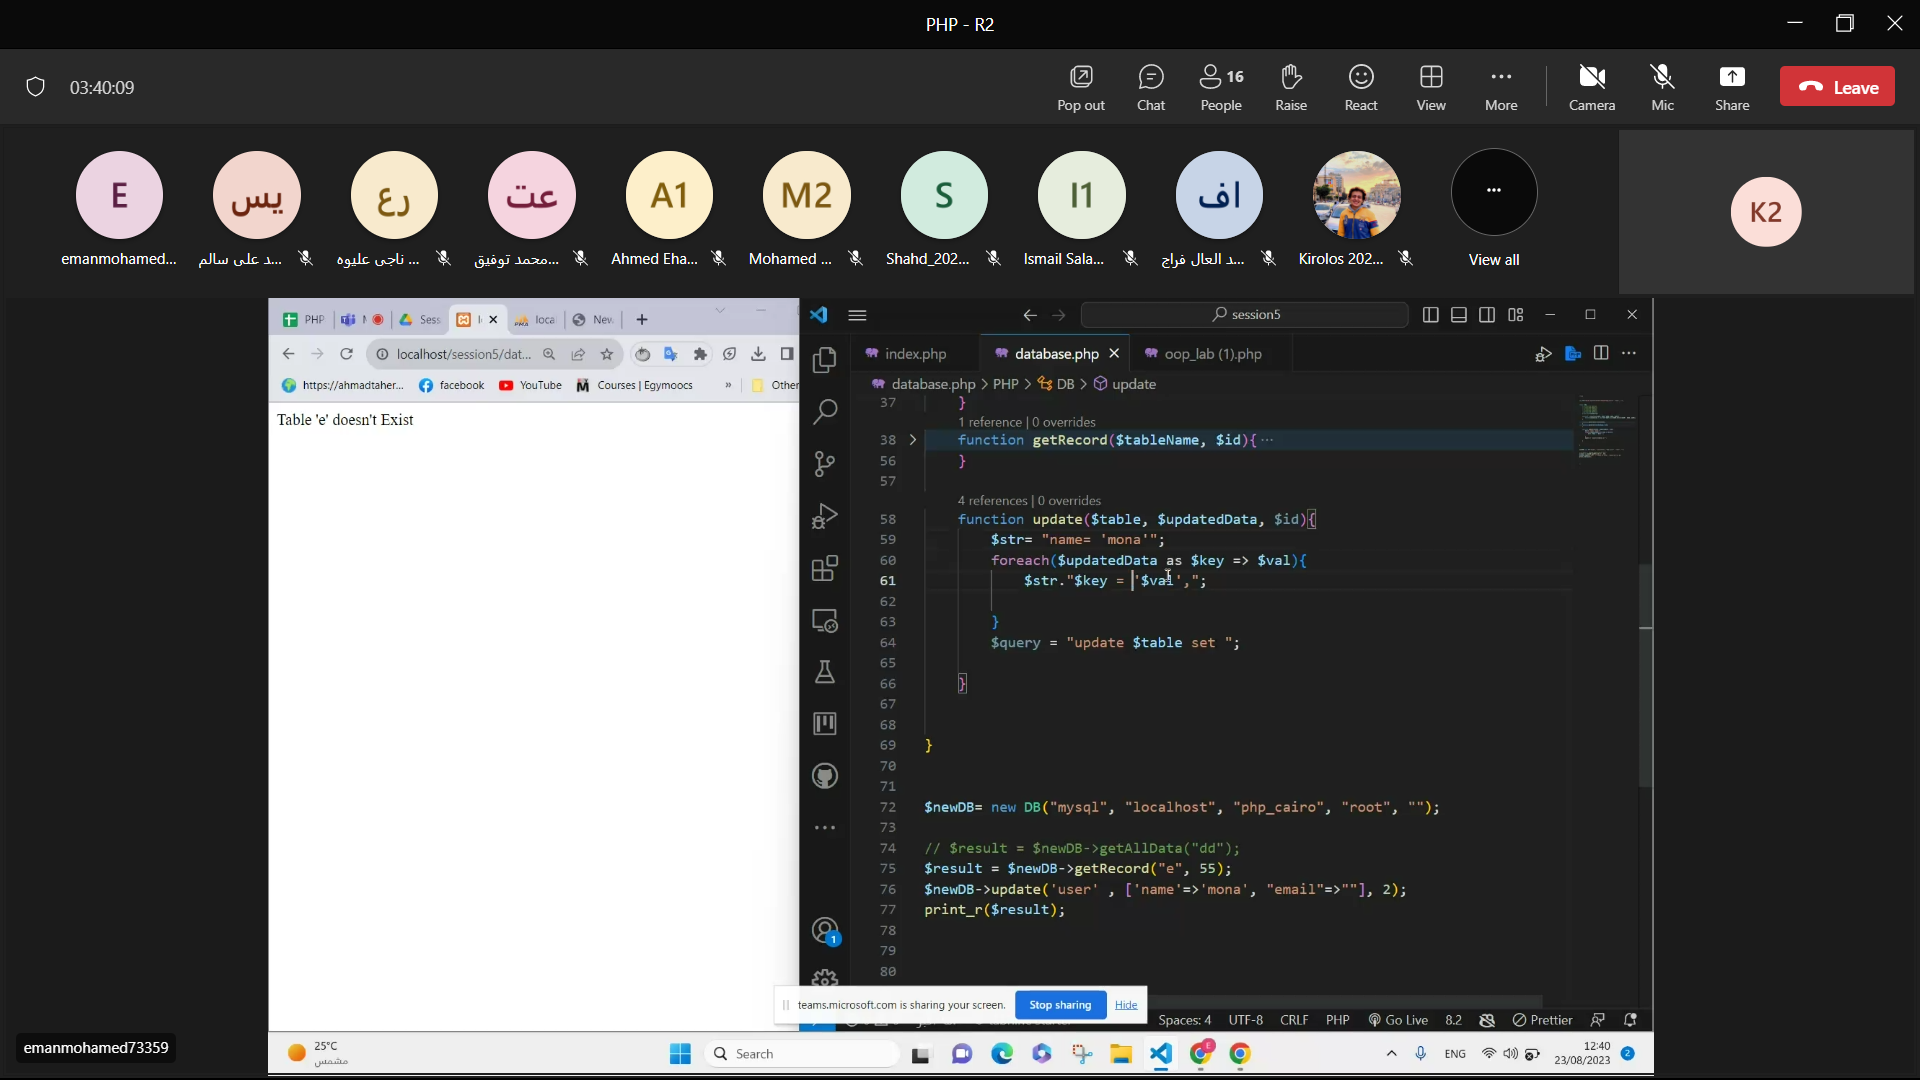 PHP - R2
03:40:09
Pop out
Chat
16
People
Raise
React
View
More
Camera
Mic
Share
Leave
E
يس
رع
عت
A1
M2
S
I1
اف
K2
emanmohamed...
...د على سالم
... ناجى عليوه
...محمد توفيق
Ahmed Eha...
Mohamed ...
Shahd_202...
Ismail Sala...
...د العال فراج
Kirolos 202...
View all
PHP
Sess
loca
New
localhost/session5/dat...
https://ahmadtaher...
facebook
YouTube
Courses | Egymoocs
»
Other
Table 'e' doesn't Exist
session5
index.php
database.php
oop_lab (1).php
database.php > PHP > DB > update
37 }
1 reference | 0 overrides
38 function getRecord($tableName, $id){ ...
56 }
57
4 references | 0 overrides
58 function update($table, $updatedData, $id){
59 $str= "name= 'mona'";
60 foreach($updatedData as $key => $val){
61 $str."$key = '$val',";
62
63 }
64 $query = "update $table set ";
65
66 }
67
68
69 }
70
71
72 $newDB= new DB("mysql", "localhost", "php_cairo", "root", "");
73
74 // $result = $newDB->getAllData("dd");
75 $result = $newDB->getRecord("e", 55);
76 $newDB->update('user' , ['name'=>'mona', "email"=>""], 2);
77 print_r($result);
78
79
80
1
teams.microsoft.com is sharing your screen.
Stop sharing
Hide
Spaces: 4
UTF-8
CRLF
PHP
Go Live
8.2
Prettier
emanmohamed73359
25°C
مشمس
Search
ENG
12:40
23/08/2023
2